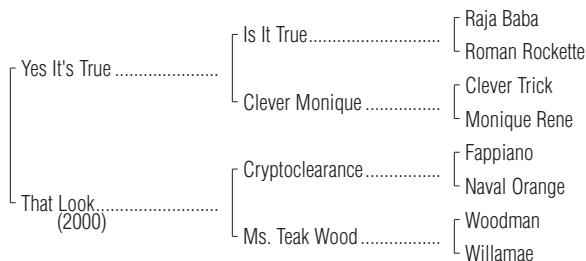 Raja Baba
Is It True
Roman Rockette
Yes It's True
Clever Trick
Clever Monique
Monique Rene
Fappiano
Cryptoclearance
Naval Orange
That Look
(2000)
Woodman
Ms. Teak Wood
Willamae